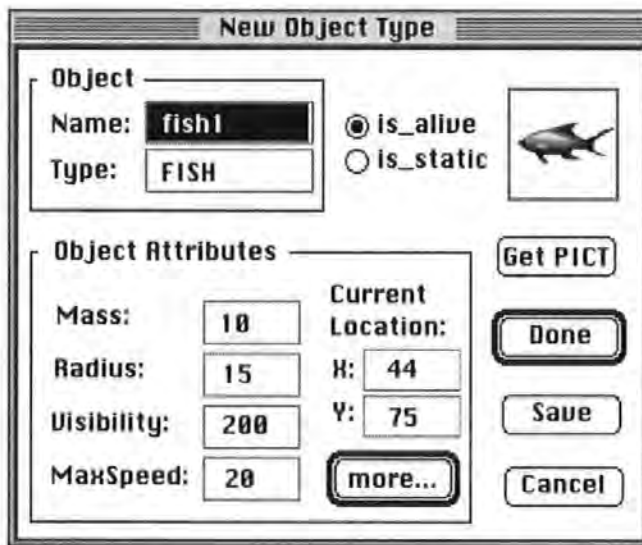 New Object Type
Object
Name: fish1
Type: FISH
is_alive
is_static
Object Attributes
Mass: 10
Radius: 15
Visibility: 200
MaxSpeed: 20
Current
Location:
X: 44
Y: 75
more...
Get PICT
Done
Save
Cancel